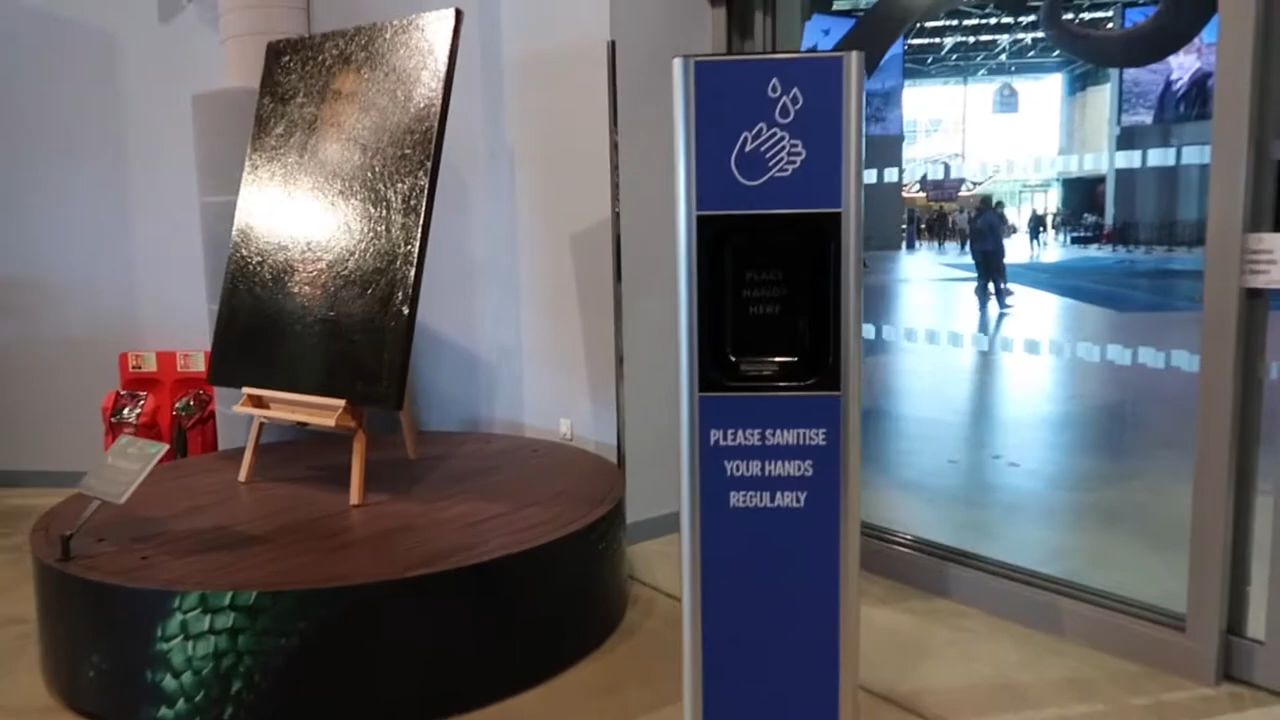 PLACE
HANDS
HERE
PLEASE SANITISE
YOUR HANDS
REGULARLY